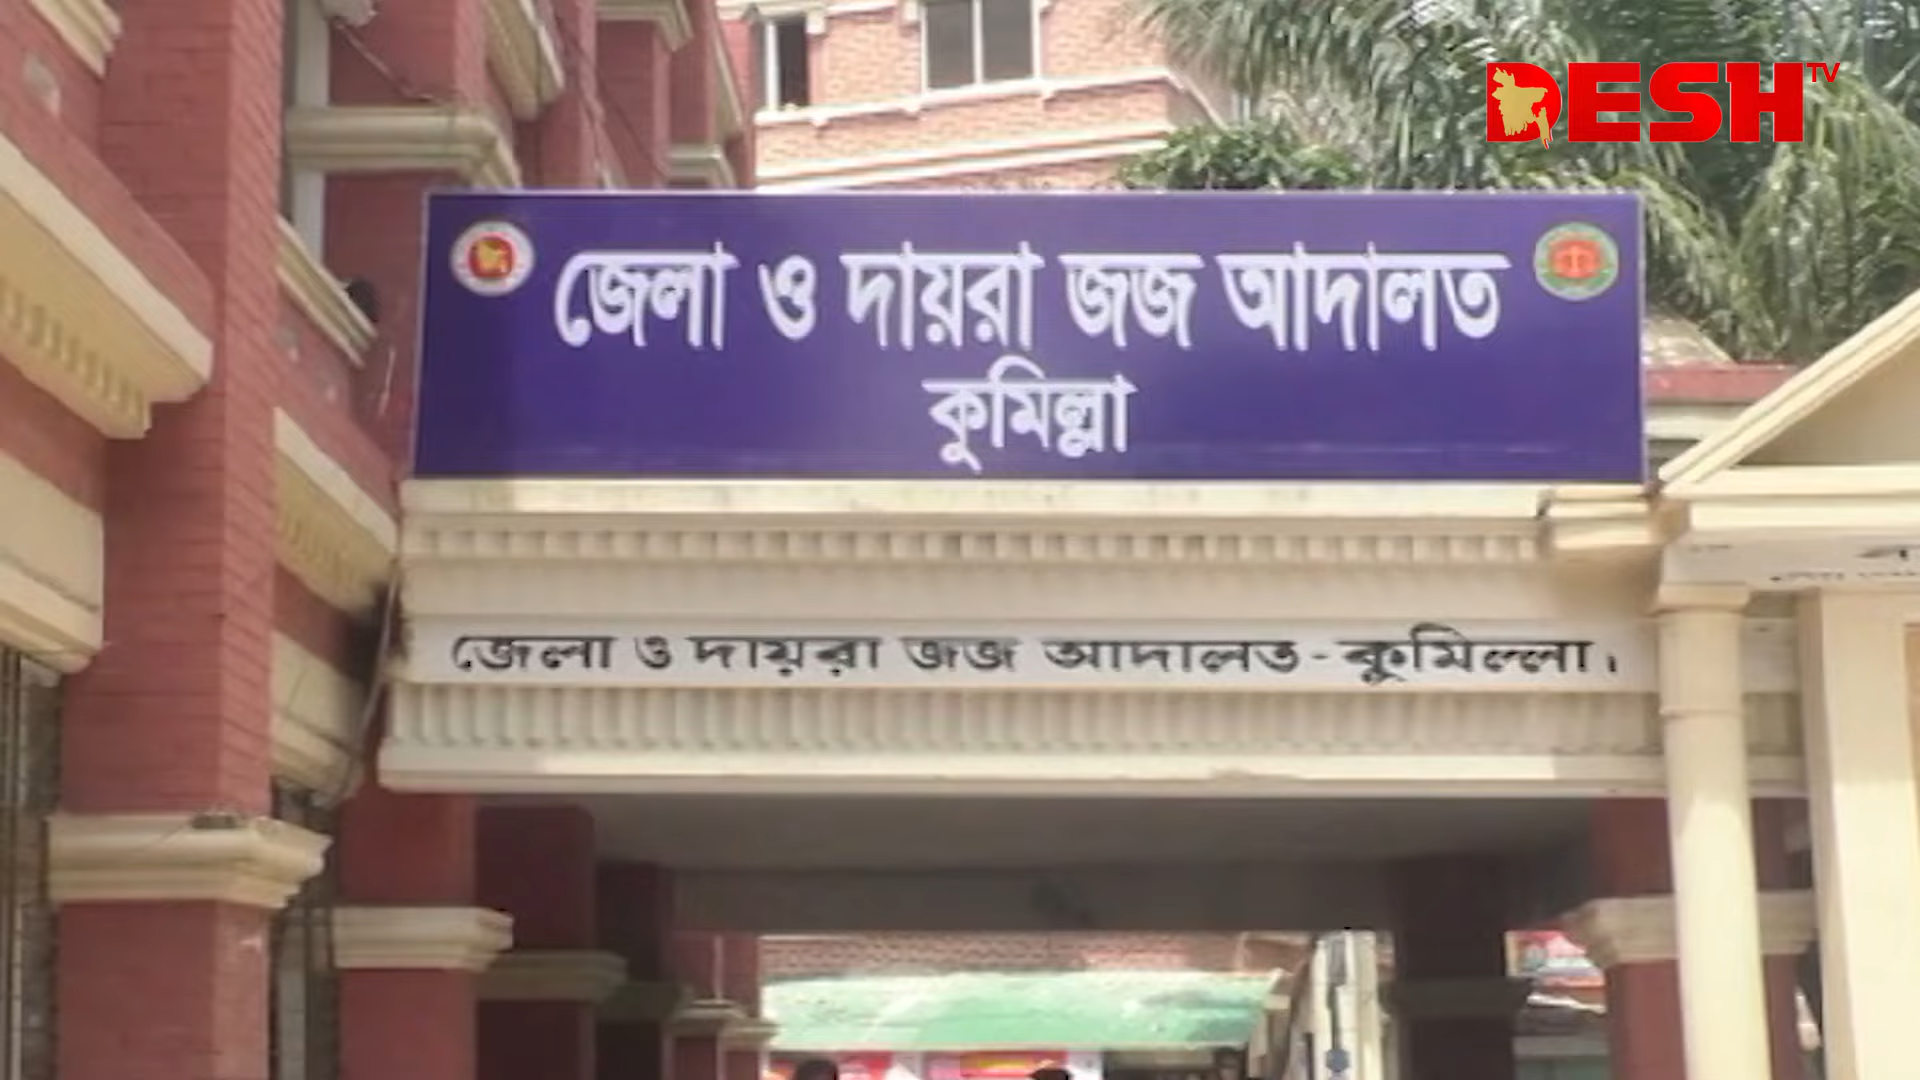 DESH TV
জেলা ও দায়রা জজ আদালত
কুমিল্লা
জেলা ও দায়রা জজ আদালত - কুমিল্লা।